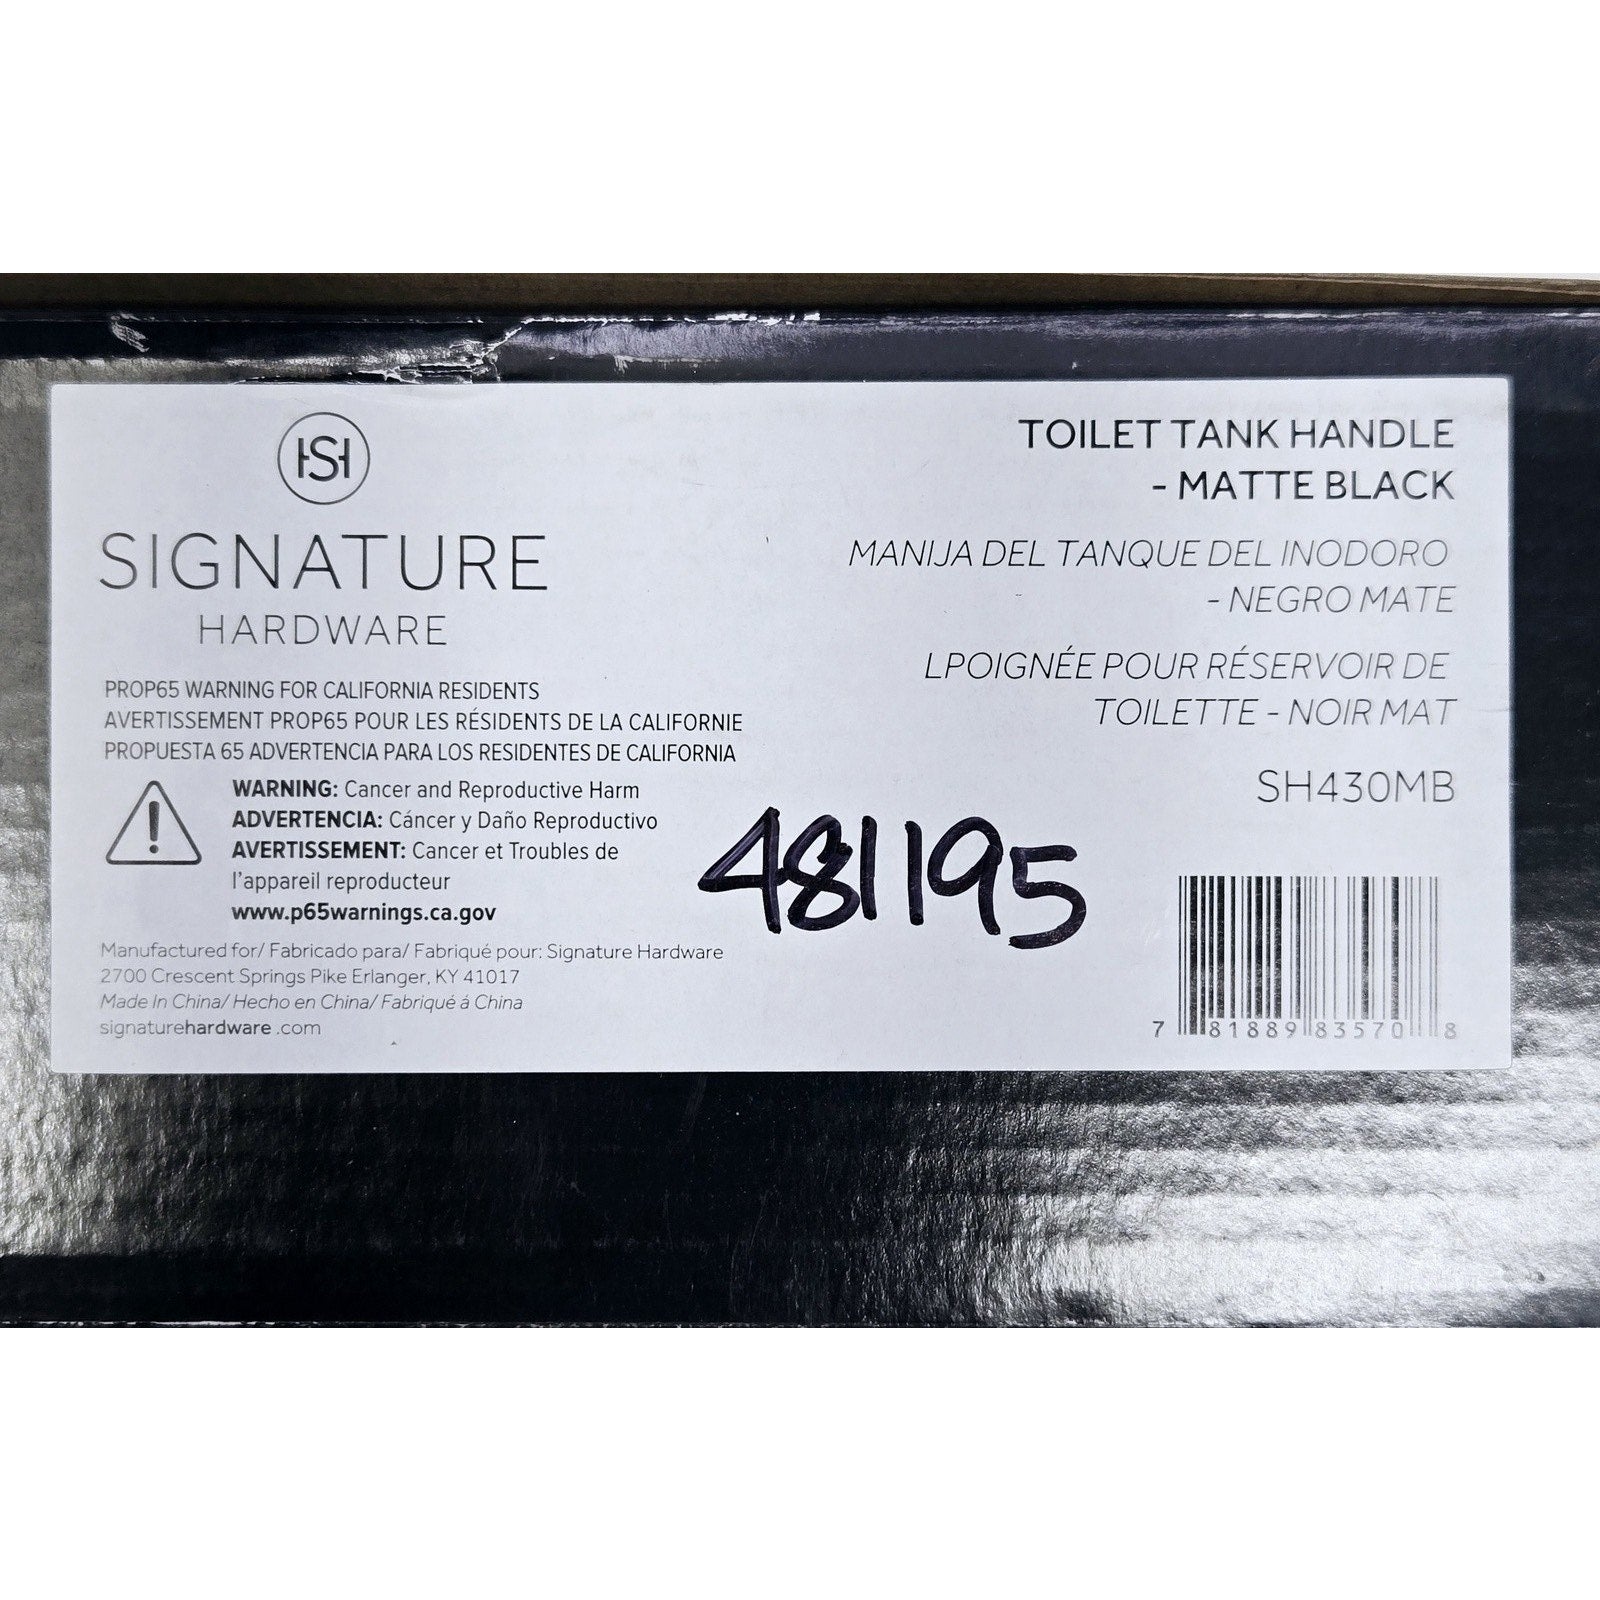 HSH
SIGNATURE
HARDWARE
PROP65 WARNING FOR CALIFORNIA RESIDENTS
AVERTISSEMENT PROP65 POUR LES RÉSIDENTS DE LA CALIFORNIE
PROPUESTA 65 ADVERTENCIA PARA LOS RESIDENTES DE CALIFORNIA
WARNING: Cancer and Reproductive Harm
ADVERTENCIA: Cáncer y Daño Reproductivo
AVERTISSEMENT: Cancer et Troubles de
l'appareil reproducteur
www.p65warnings.ca.gov
Manufactured for/ Fabricado para/ Fabriqué pour: Signature Hardware
2700 Crescent Springs Pike Erlanger, KY 41017
Made In China/ Hecho en China/ Fabriqué á China
signaturehardware .com
TOILET TANK HANDLE
- MATTE BLACK
MANIJA DEL TANQUE DEL INODORO
- NEGRO MATE
LPOIGNÉE POUR RÉSERVOIR DE
TOILETTE - NOIR MAT
SH430MB
481195
7 81889 83570 8